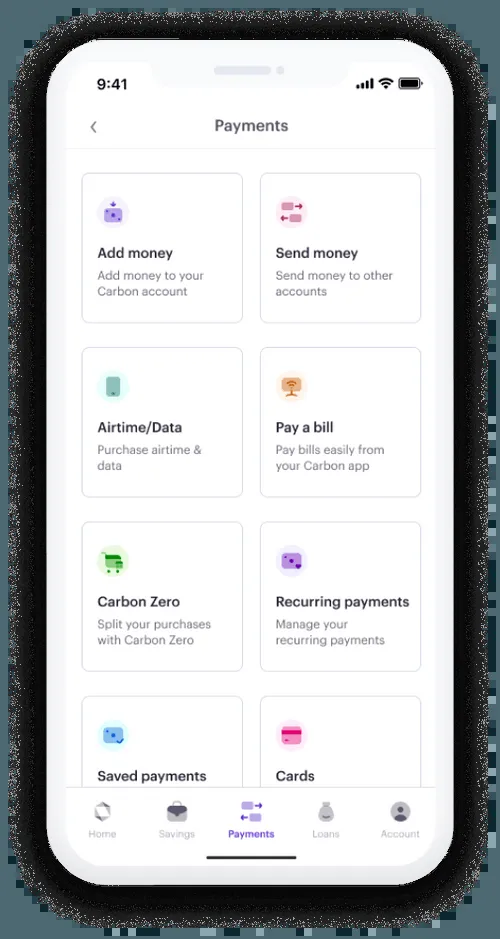 9:41
Payments
Add money
Add money to your
Carbon account
Send money
Send money to other
accounts
Airtime/Data
Purchase airtime &
data
Pay a bill
Pay bills easily from
your Carbon app
Carbon Zero
Split your purchases
with Carbon Zero
Recurring payments
Manage your
recurring payments
Saved payments
Cards
Home
Savings
Payments
Loans
Account